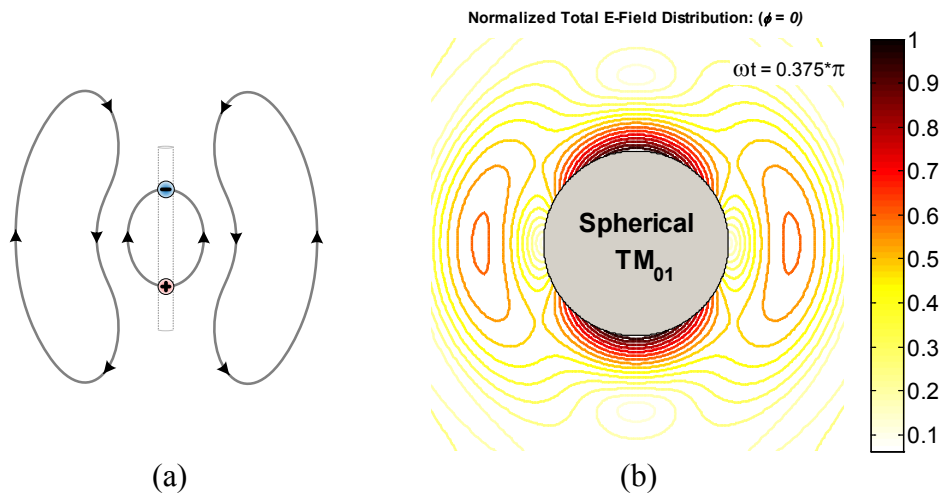 Normalized Total E-Field Distribution: (ϕ = 0)
ωt = 0.375*π
Spherical
TM₀₁
1
0.9
0.8
0.7
0.6
0.5
0.4
0.3
0.2
0.1
−
+
(a)
(b)